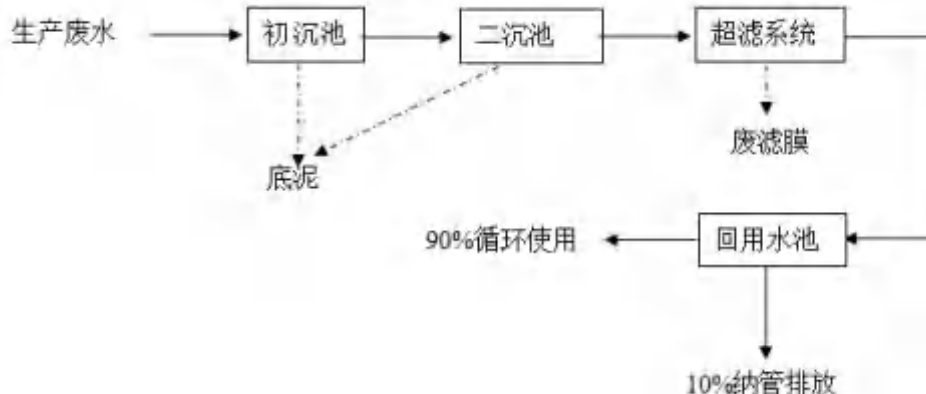 生产废水
初沉池
二沉池
超滤系统
废滤膜
底泥
90%循环使用
回用水池
10%纳管排放